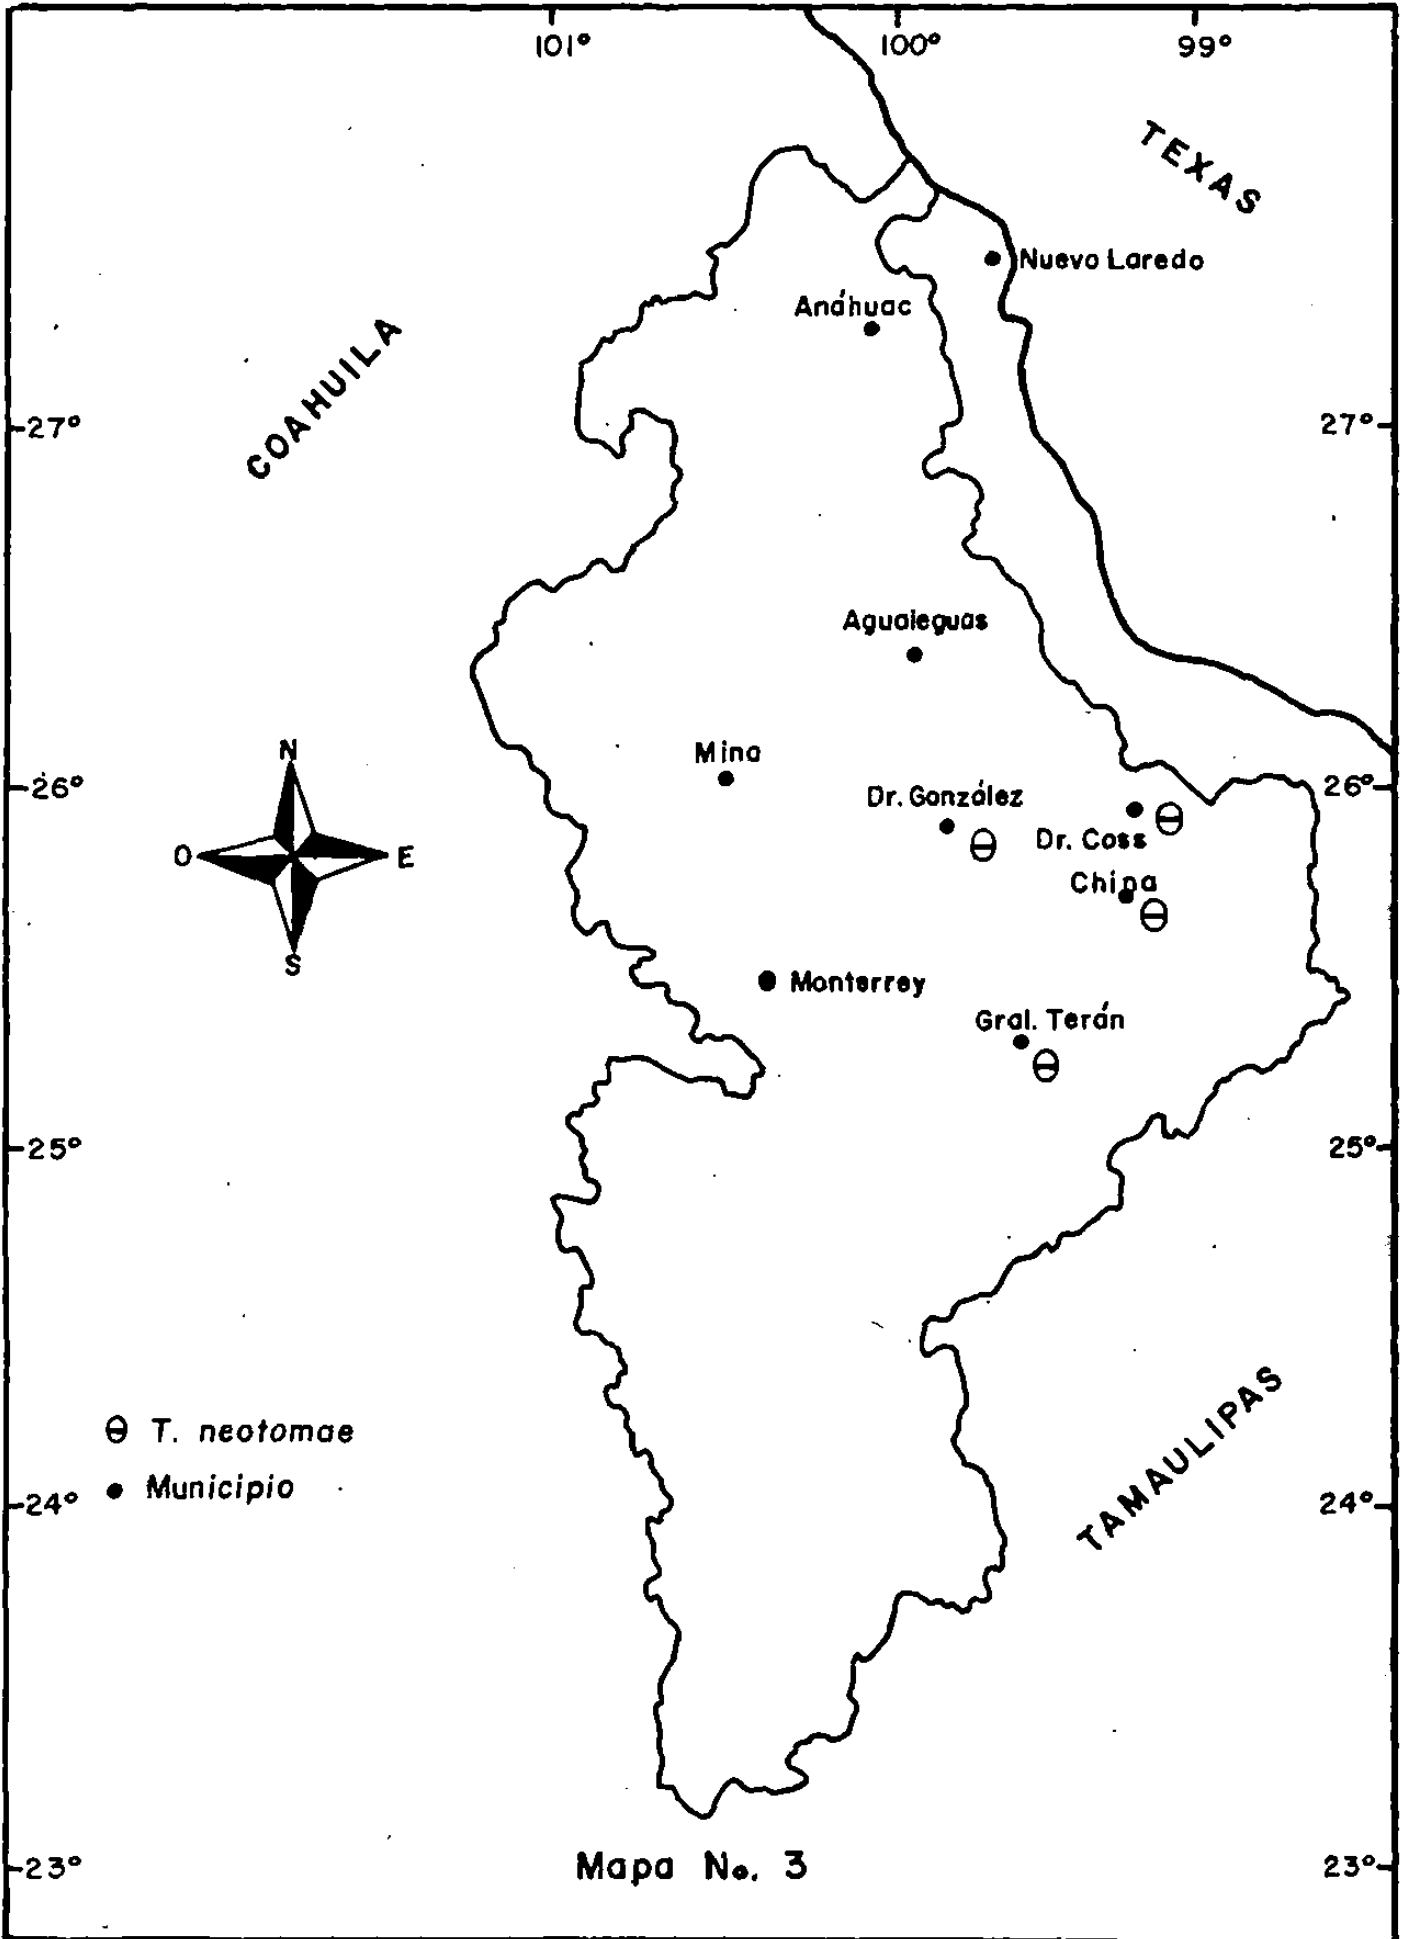 101° 100° 99°
TEXAS
Nuevo Laredo
Anáhuac
COAHUILA
27° 27°
Agualeguas
Mina
N
26° 26°
Dr. González
Dr. Coss
O E
China
S
Monterrey
Gral. Terán
25° 25°
TAMAULIPAS
T. neotomae
Municipio
24° 24°
Mapa No. 3
23° 23°